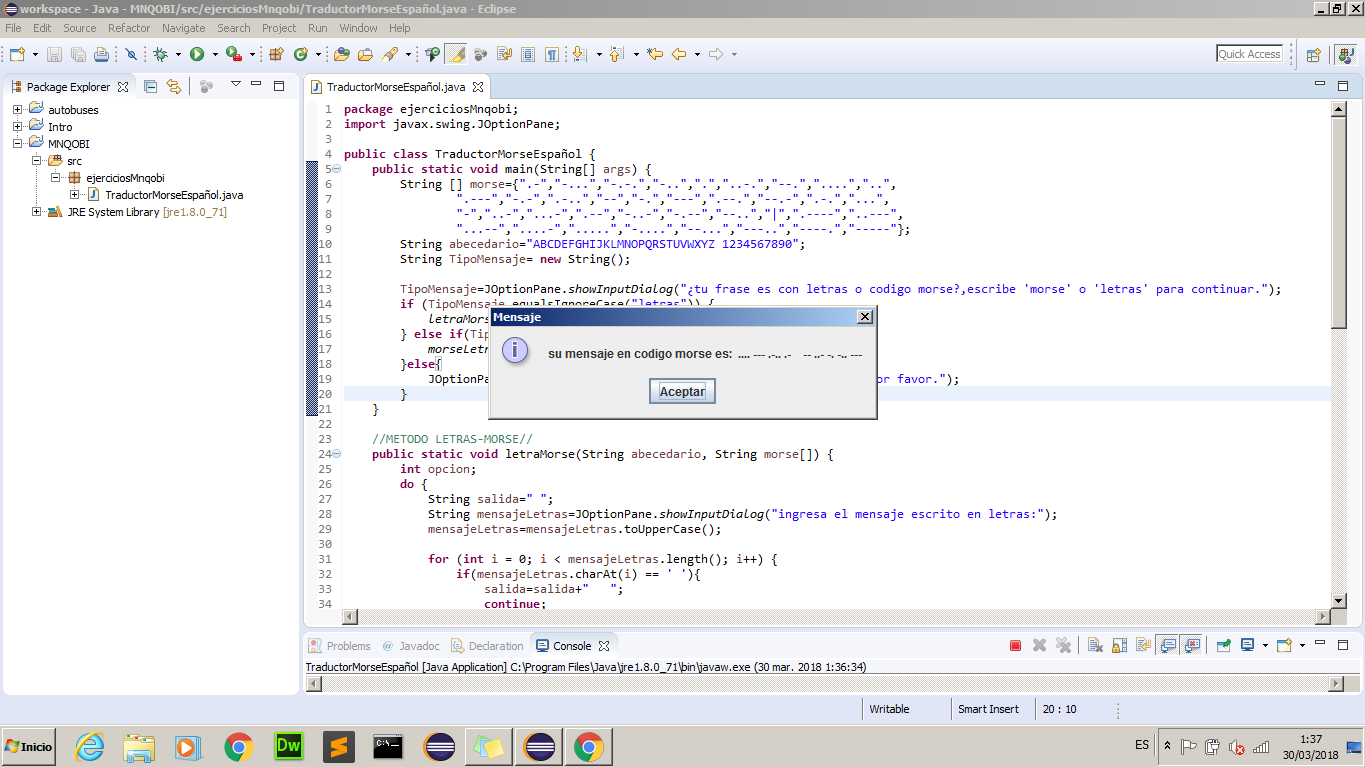 workspace - Java - MNQOBI/src/ejerciciosMnqobi/TraductorMorseEspañol.java - Eclipse
File Edit Source Refactor Navigate Search Project Run Window Help
Quick Access
Package Explorer
autobuses
Intro
MNQOBI
src
ejerciciosMnqobi
TraductorMorseEspañol.java
JRE System Library [jre1.8.0_71]
TraductorMorseEspañol.java
1 package ejerciciosMnqobi;
2 import javax.swing.JOptionPane;
3
4 public class TraductorMorseEspañol {
5 public static void main(String[] args) {
6 String [] morse={".-","-...","-.-.","-..",".","..-.","--.","....","..",
7 ".---","-.-",".-..","--","-.","---",".--.","--.-",".-.","...",
8 "-","..-","...-",".--","-..-","-.--","--..","|",".----","..---",
9 "...--","....-",".....","-....","--...","---..","----.","-----"};
10 String abecedario="ABCDEFGHIJKLMNOPQRSTUVWXYZ 1234567890";
11 String TipoMensaje= new String();
12
13 TipoMensaje=JOptionPane.showInputDialog("¿tu frase es con letras o codigo morse?,escribe 'morse' o 'letras' para continuar.");
14 if (TipoMensaje.equalsIgnoreCase("letras")) {
15 letraMors
16 } else if(Tip
17 morseLetr
18 }else{
19 JOptionPa or favor.");
20 }
21 }
22
23 //METODO LETRAS-MORSE//
24 public static void letraMorse(String abecedario, String morse[]) {
25 int opcion;
26 do {
27 String salida=" ";
28 String mensajeLetras=JOptionPane.showInputDialog("ingresa el mensaje escrito en letras:");
29 mensajeLetras=mensajeLetras.toUpperCase();
30
31 for (int i = 0; i < mensajeLetras.length(); i++) {
32 if(mensajeLetras.charAt(i) == ' '){
33 salida=salida+"   ";
34 continue;
Mensaje
su mensaje en codigo morse es: .... --- .-.. .-    -- ..- -. -.. ---
Aceptar
Problems Javadoc Declaration Console
TraductorMorseEspañol [Java Application] C:\Program Files\Java\jre1.8.0_71\bin\javaw.exe (30 mar. 2018 1:36:34)
Writable Smart Insert 20 : 10
Inicio
Dw
C:\_
ES
1:37
30/03/2018